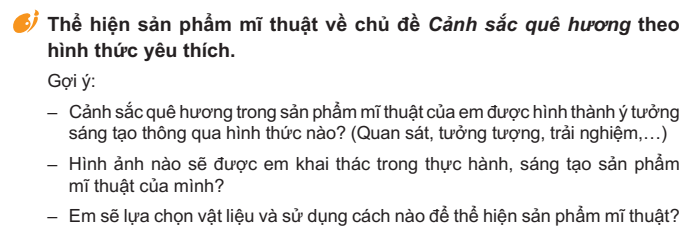 Thể hiện sản phẩm mĩ thuật về chủ đề Cảnh sắc quê hương theo
hình thức yêu thích.
Gợi ý:
– Cảnh sắc quê hương trong sản phẩm mĩ thuật của em được hình thành ý tưởng
sáng tạo thông qua hình thức nào? (Quan sát, tưởng tượng, trải nghiệm,…)
– Hình ảnh nào sẽ được em khai thác trong thực hành, sáng tạo sản phẩm
mĩ thuật của mình?
– Em sẽ lựa chọn vật liệu và sử dụng cách nào để thể hiện sản phẩm mĩ thuật?